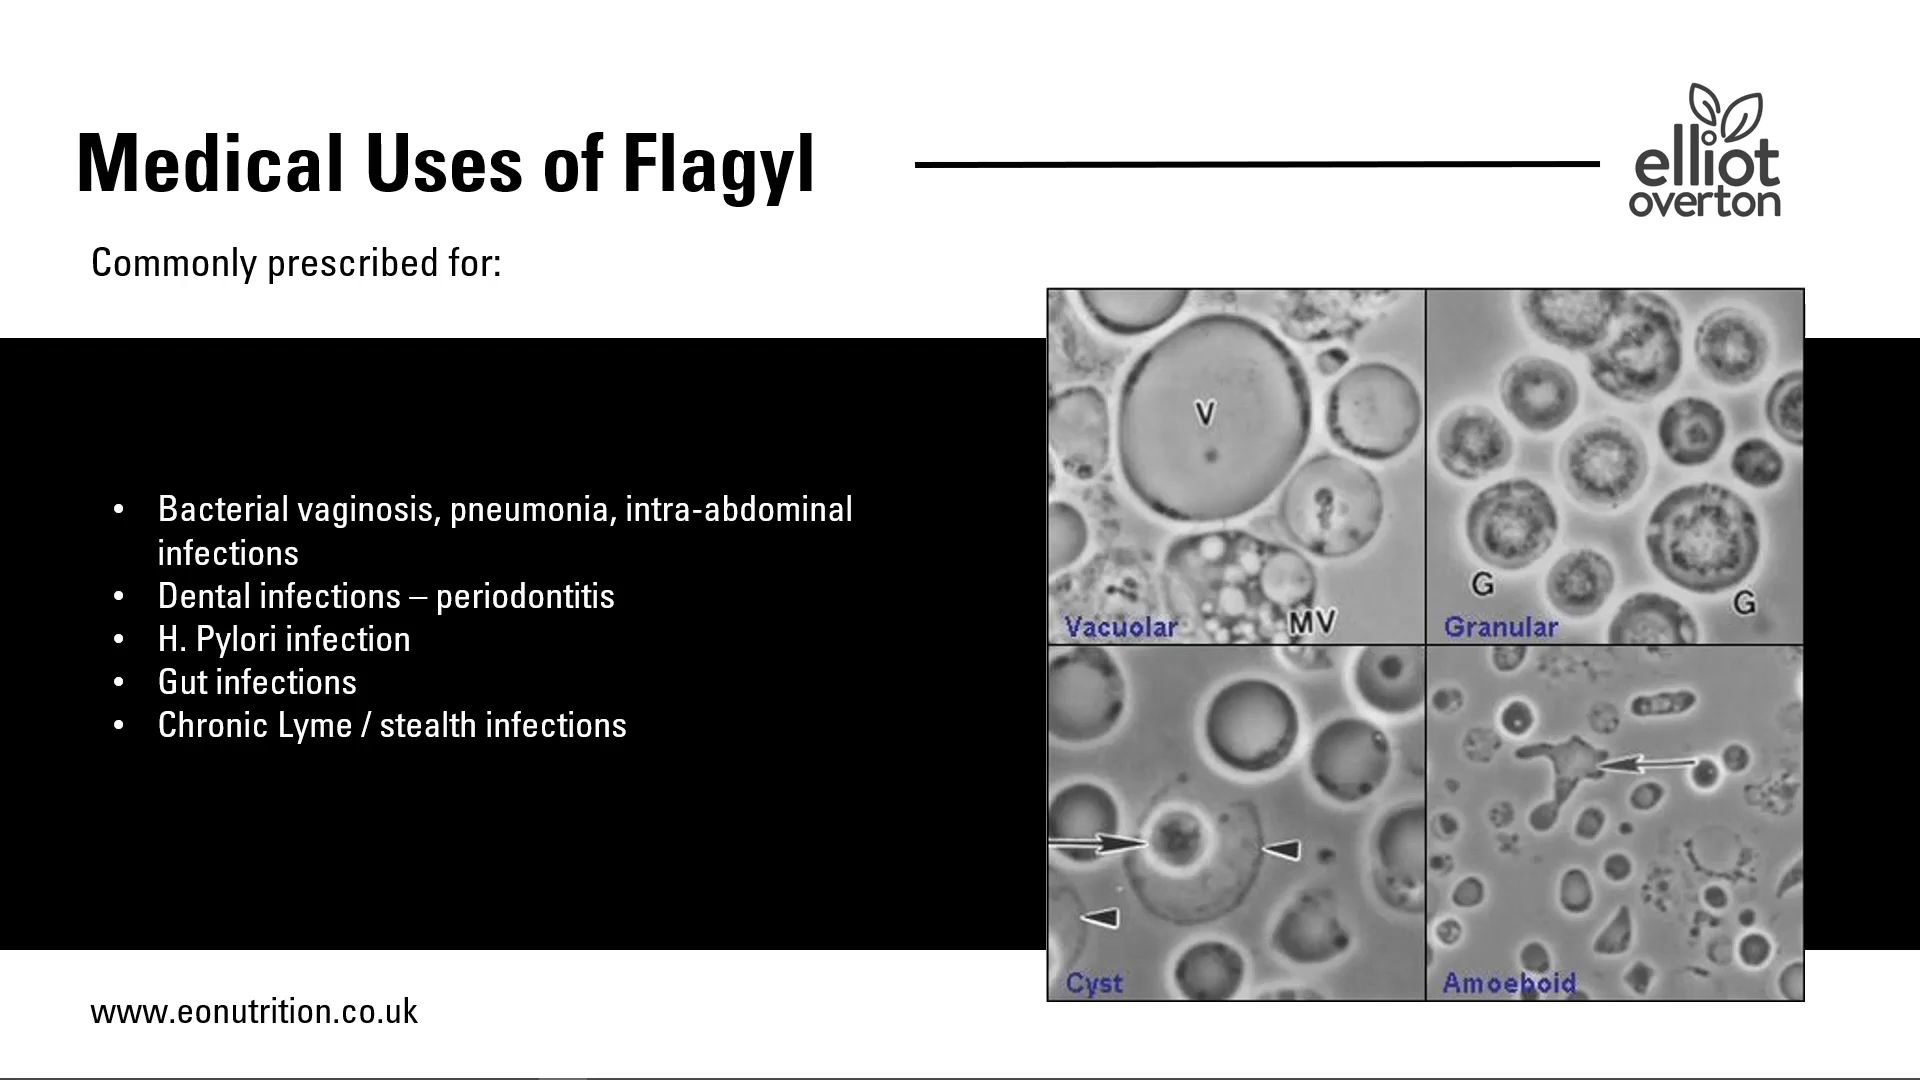 Medical Uses of Flagyl
elliot
overton
Commonly prescribed for:
• Bacterial vaginosis, pneumonia, intra-abdominal
infections
• Dental infections – periodontitis
• H. Pylori infection
• Gut infections
• Chronic Lyme / stealth infections
V
MV
Vacuolar
G
G
Granular
Cyst
Amoeboid
www.eonutrition.co.uk